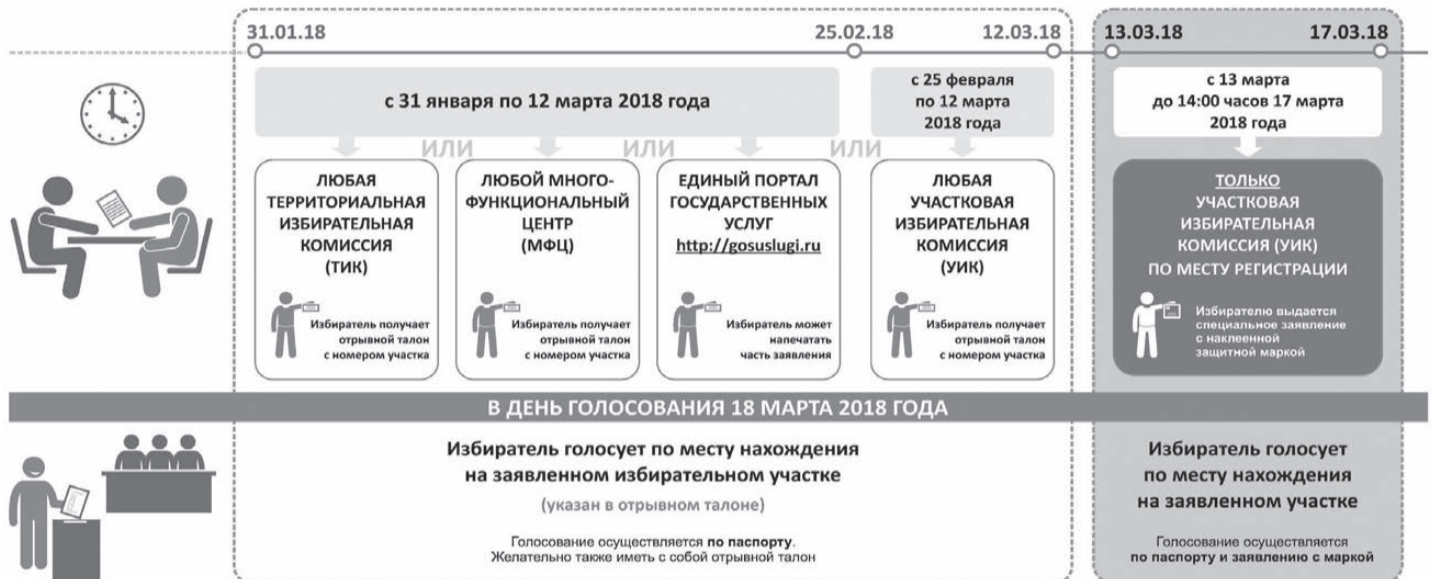 31.01.18
25.02.18
12.03.18
13.03.18
17.03.18
с 31 января по 12 марта 2018 года
с 25 февраля
по 12 марта
2018 года
с 13 марта
до 14:00 часов 17 марта
2018 года
ИЛИ
ИЛИ
ИЛИ
ЛЮБАЯ
ТЕРРИТОРИАЛЬНАЯ
ИЗБИРАТЕЛЬНАЯ
КОМИССИЯ
(ТИК)
Избиратель получает
отрывной талон
с номером участка
ЛЮБОЙ МНОГО-
ФУНКЦИОНАЛЬНЫЙ
ЦЕНТР
(МФЦ)
Избиратель получает
отрывной талон
с номером участка
ЕДИНЫЙ ПОРТАЛ
ГОСУДАРСТВЕННЫХ
УСЛУГ
http://gosuslugi.ru
Избиратель может
напечатать
часть заявления
ЛЮБАЯ
УЧАСТКОВАЯ
ИЗБИРАТЕЛЬНАЯ
КОМИССИЯ
(УИК)
Избиратель получает
отрывной талон
с номером участка
ТОЛЬКО
УЧАСТКОВАЯ
ИЗБИРАТЕЛЬНАЯ
КОМИССИЯ (УИК)
ПО МЕСТУ РЕГИСТРАЦИИ
Избирателю выдается
специальное заявление
с наклеенной
защитной маркой
В ДЕНЬ ГОЛОСОВАНИЯ 18 МАРТА 2018 ГОДА
Избиратель голосует по месту нахождения
на заявленном избирательном участке
(указан в отрывном талоне)
Голосование осуществляется по паспорту.
Желательно также иметь с собой отрывной талон
Избиратель голосует
по месту нахождения
на заявленном участке
Голосование осуществляется
по паспорту и заявлению с маркой